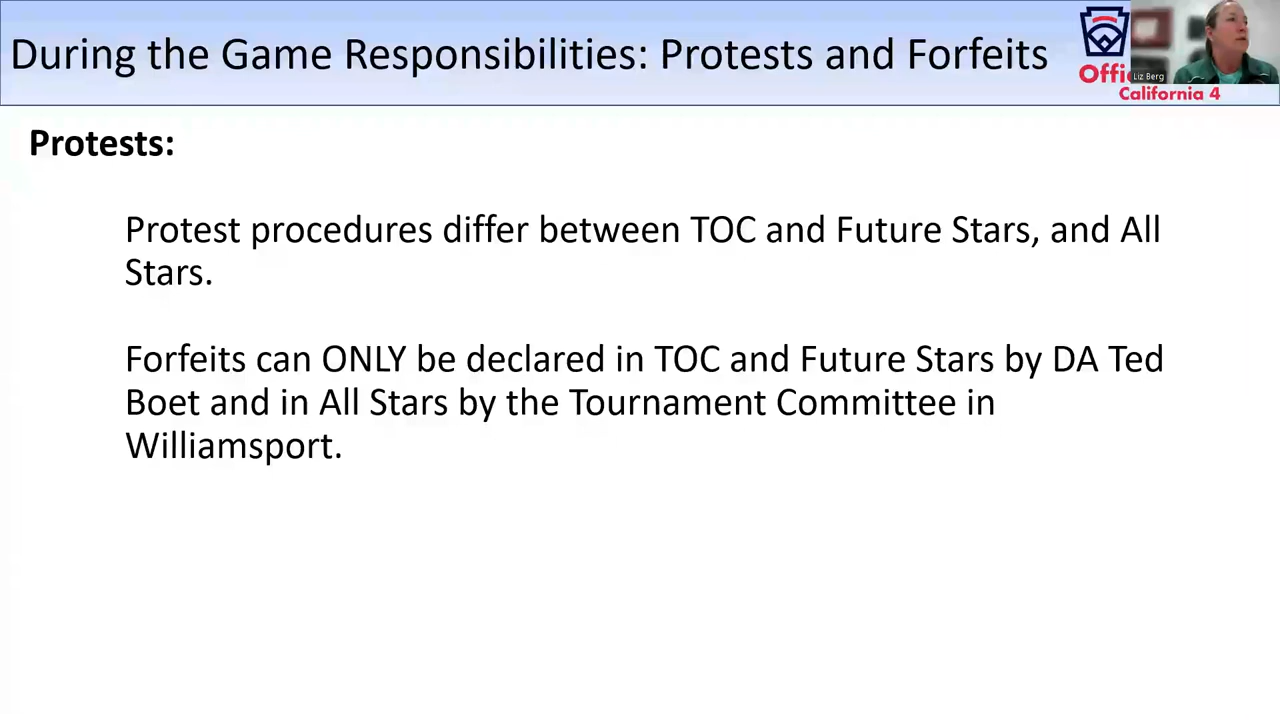 During the Game Responsibilities: Protests and Forfeits
Liz Berg
California 4
Protests:
Protest procedures differ between TOC and Future Stars, and All
Stars.
Forfeits can ONLY be declared in TOC and Future Stars by DA Ted
Boet and in All Stars by the Tournament Committee in
Williamsport.